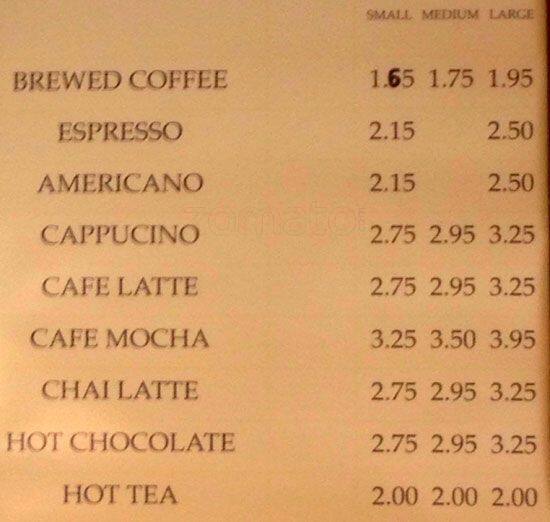 SMALL MEDIUM LARGE
BREWED COFFEE 1.65 1.75 1.95
ESPRESSO 2.15 2.50
AMERICANO 2.15 2.50
zomato
CAPPUCINO 2.75 2.95 3.25
CAFE LATTE 2.75 2.95 3.25
CAFE MOCHA 3.25 3.50 3.95
CHAI LATTE 2.75 2.95 3.25
HOT CHOCOLATE 2.75 2.95 3.25
HOT TEA 2.00 2.00 2.00